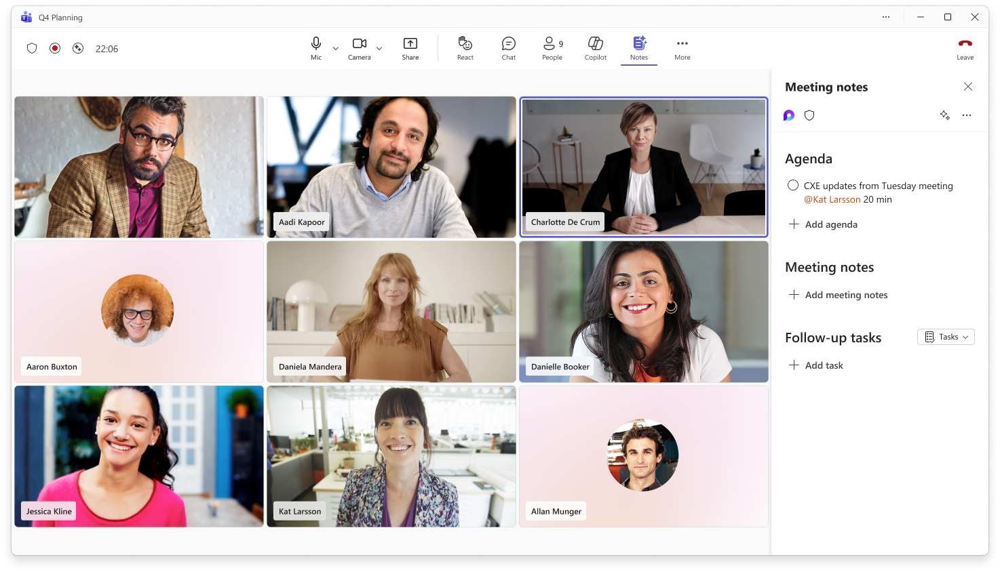 Q4 Planning
22:06
Mic
Camera
Share
React
Chat
9
People
Copilot
Notes
More
Leave
Aadi Kapoor
Charlotte De Crum
Aaron Buxton
Daniela Mandera
Danielle Booker
Jessica Kline
Kat Larsson
Allan Munger
Meeting notes
Agenda
CXE updates from Tuesday meeting
@Kat Larsson 20 min
Add agenda
Meeting notes
Add meeting notes
Follow-up tasks
Tasks
Add task